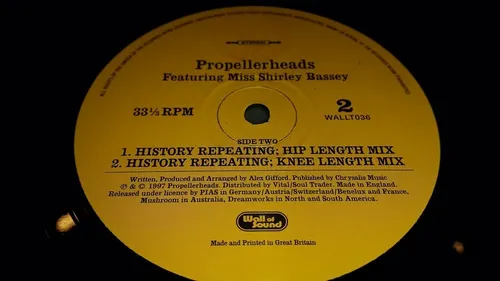 STEREO
Propellerheads
Featuring Miss Shirley Bassey
33⅓ RPM
2
WALLT036
SIDE TWO
1. HISTORY REPEATING; HIP LENGTH MIX
2. HISTORY REPEATING; KNEE LENGTH MIX
Written, Produced and Arranged by Alex Gifford. Published by Chrysalis Music
℗ & © 1997 Propellerheads. Distributed by Vital/Soul Trader. Made in England.
Released under licence by PIAS in Germany/Austria/Switzerland/Benelux and France,
Mushroom in Australia, Dreamworks in North and South America.
Wall of
Sound
Made and Printed in Great Britain